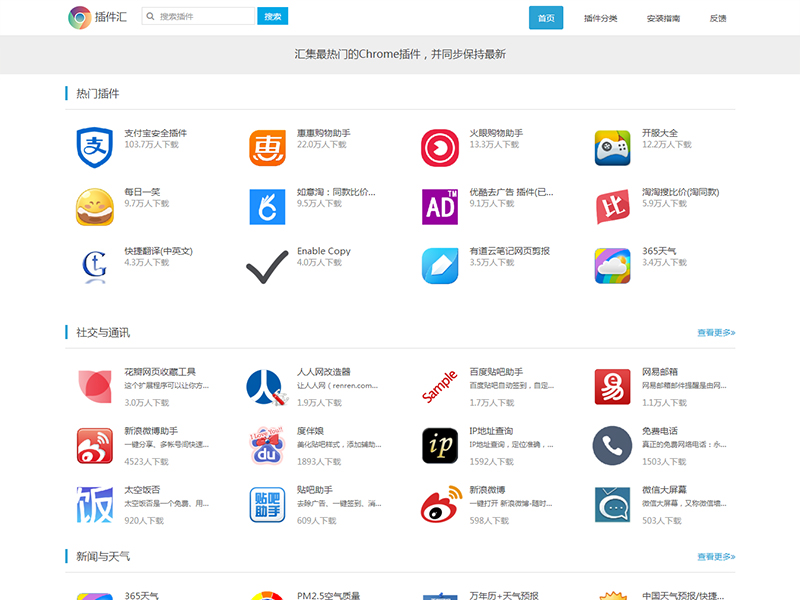 插件汇
搜索插件
搜索
首页
插件分类
安装指南
反馈
汇集最热门的Chrome插件，并同步保持最新
热门插件
支付宝安全插件
103.7万人下载
惠惠购物助手
22.0万人下载
火眼购物助手
13.3万人下载
开服大全
12.2万人下载
每日一笑
9.7万人下载
如意淘：同款比价...
9.5万人下载
AD TM
优酷去广告 插件(已...
9.1万人下载
比
淘淘搜比价(淘同款)
5.9万人下载
快捷翻译(中英文)
4.3万人下载
Enable Copy
4.0万人下载
有道云笔记网页剪报
3.5万人下载
365天气
3.4万人下载
社交与通讯
查看更多»
花瓣网页收藏工具
这个扩展程序可以让你方...
3.0万人下载
人人网改造器
让人人网（renren.com...
1.9万人下载
Sample
百度贴吧助手
百度贴吧自动签到，自定...
1.7万人下载
网易邮箱
网易邮箱邮件提醒是由网...
1.1万人下载
新浪微博助手
一键分享、多帐号间快速...
4523人下载
du
度伴娘
美化贴吧样式，添加辅助...
1893人下载
ip
IP地址查询
IP地址查询，定位准确，...
1592人下载
免费电话
真正的免费网络电话：永...
1503人下载
饭
太空饭否
太空饭否是一个免费、用...
920人下载
贴吧
助手
贴吧助手
去除广告、一键签到、消...
609人下载
新浪微博
一键打开 新浪微博·随时...
598人下载
微信大屏幕
微信大屏幕，又称微信墙...
503人下载
新闻与天气
查看更多»
365天气
PM2.5空气质量
万年历+天气预报
中国天气预报/快捷...